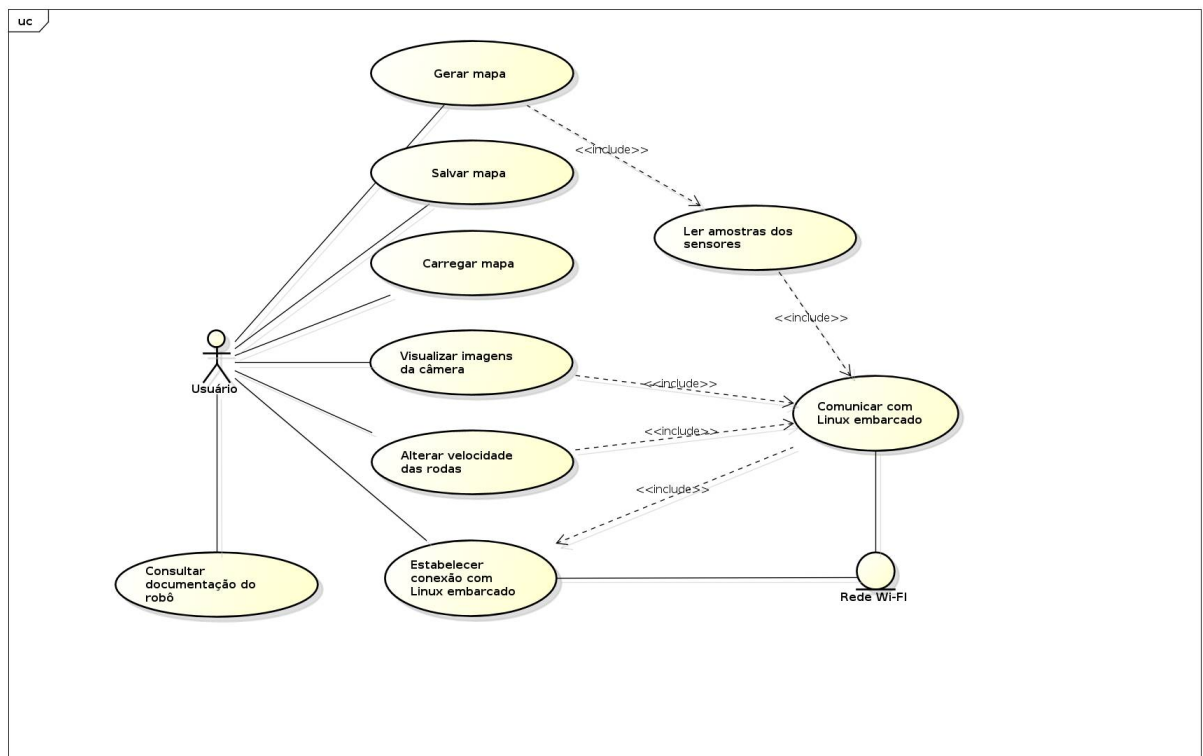 uc
Gerar mapa
<<include>>
Salvar mapa
Ler amostras dos
sensores
Carregar mapa
<<include>>
Usuário
Visualizar imagens
da câmera
<<include>>
Comunicar com
Linux embarcado
<<include>>
Alterar velocidade
das rodas
<<include>>
Consultar
documentação do
robô
Estabelecer
conexão com
Linux embarcado
Rede Wi-FI